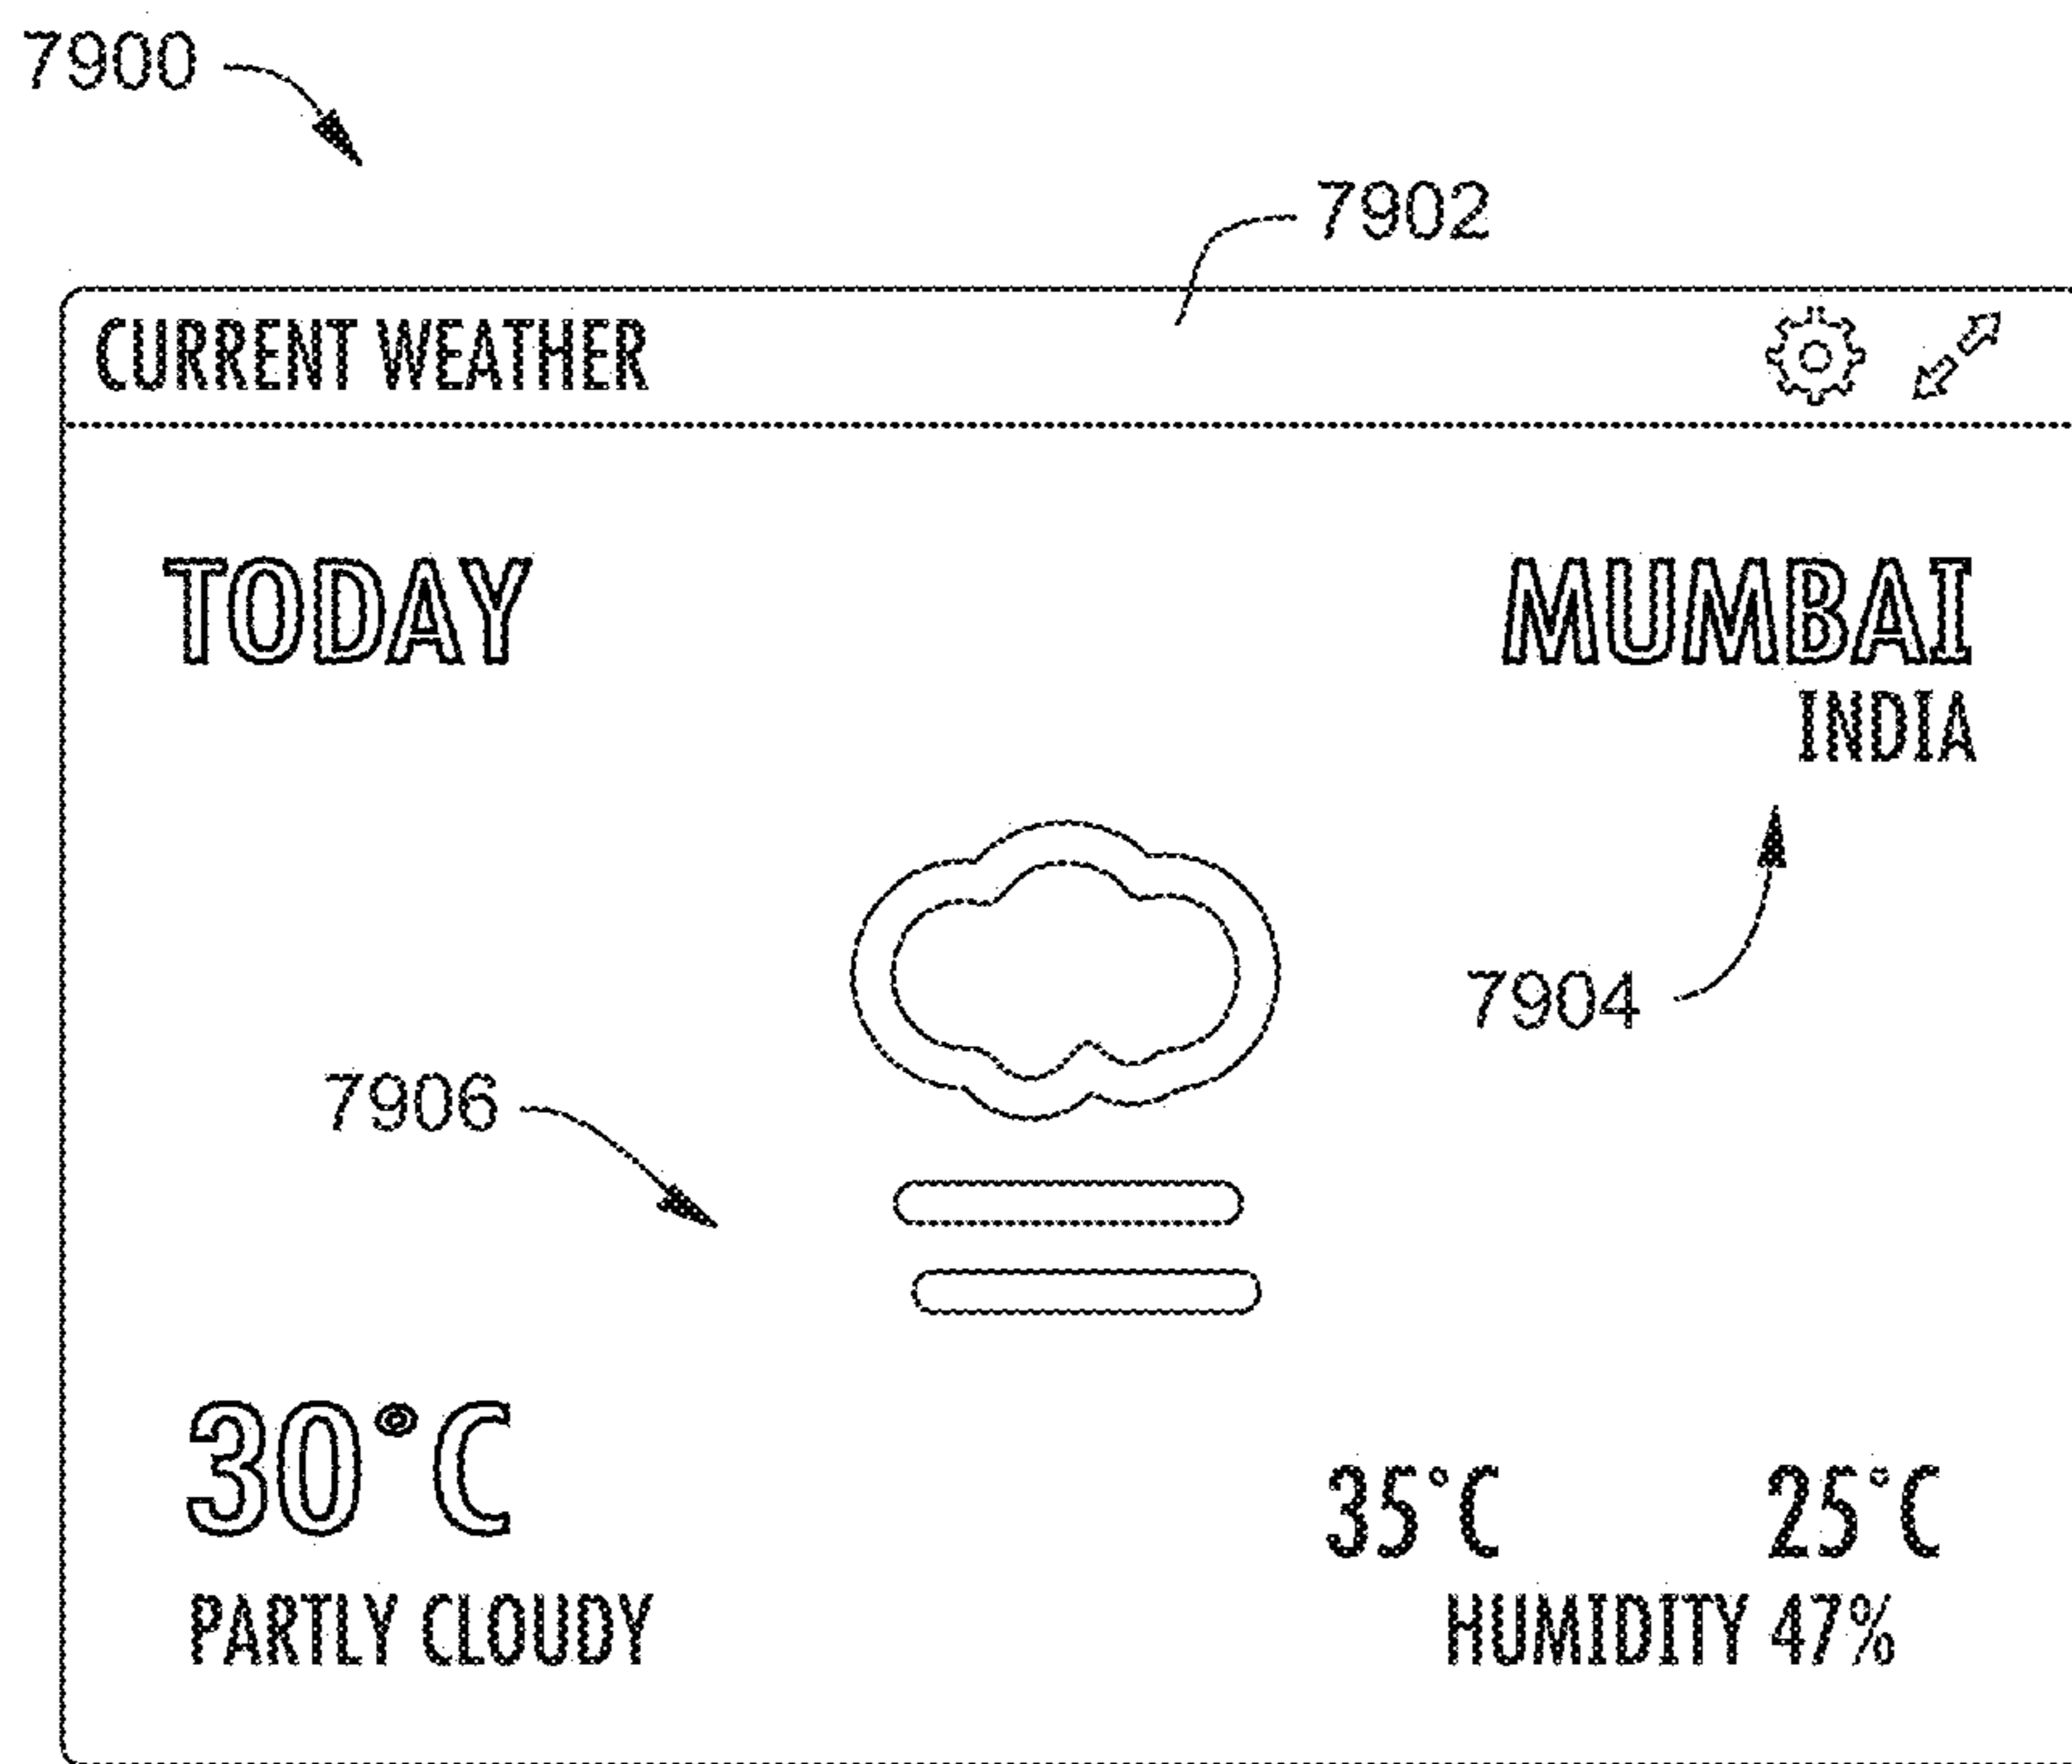 7900
7902
CURRENT WEATHER
TODAY
MUMBAI
INDIA
7904
7906
30°C
35°C 25°C
PARTLY CLOUDY
HUMIDITY 47%